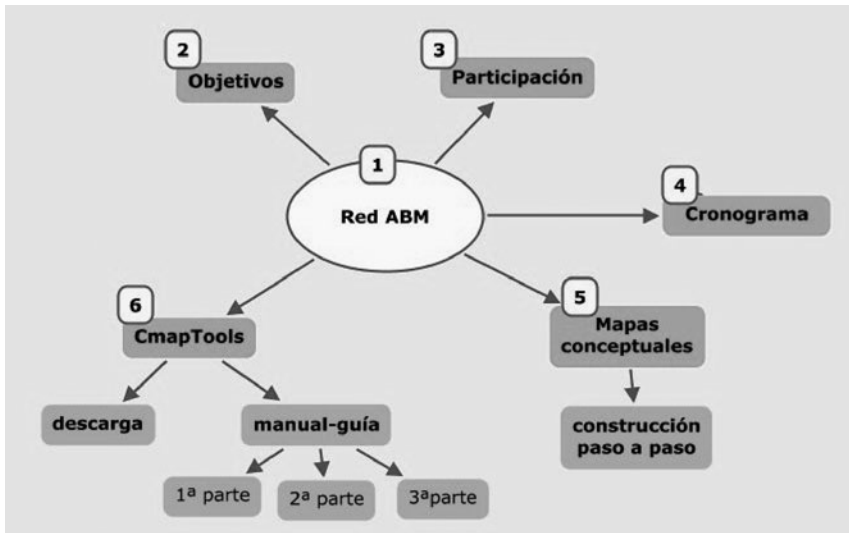 2
Objetivos
3
Participación
1
Red ABM
4
Cronograma
5
Mapas
conceptuales
construcción
paso a paso
6
CmapTools
descarga
manual-guía
1ª parte
2ª parte
3ªparte